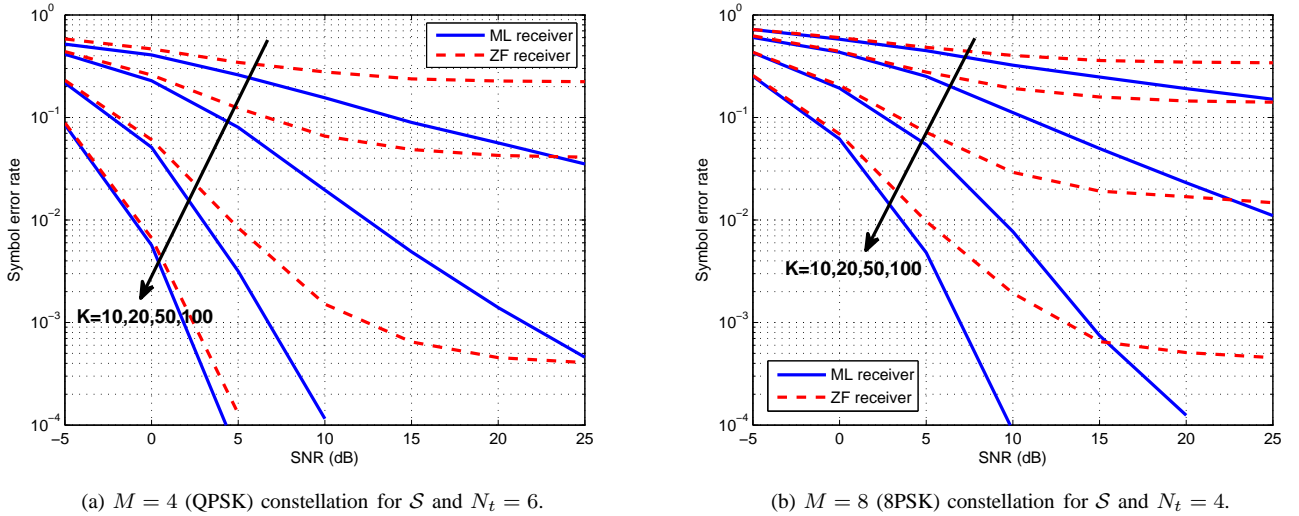 10^0
10^-1
10^-2
10^-3
10^-4
Symbol error rate
−5 0 5 10 15 20 25
SNR (dB)
ML receiver
ZF receiver
K=10,20,50,100
(a) M = 4 (QPSK) constellation for S and N_t = 6.
10^0
10^-1
10^-2
10^-3
10^-4
Symbol error rate
−5 0 5 10 15 20 25
SNR (dB)
K=10,20,50,100
ML receiver
ZF receiver
(b) M = 8 (8PSK) constellation for S and N_t = 4.